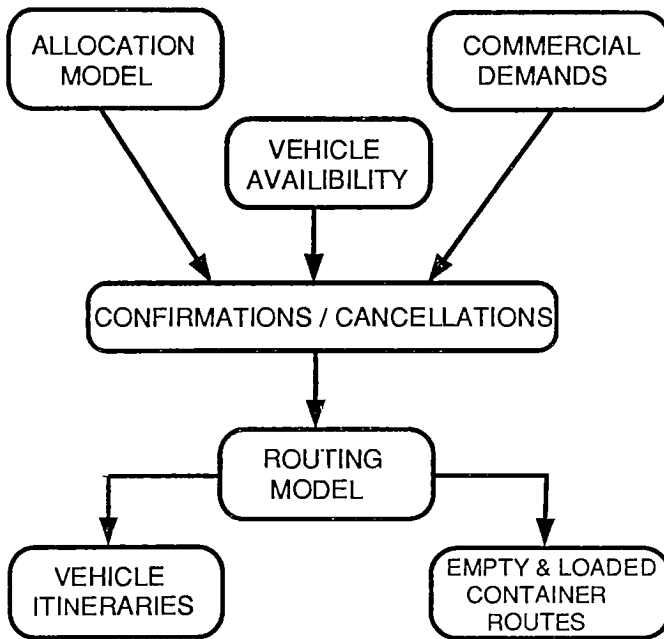 ALLOCATION
MODEL
COMMERCIAL
DEMANDS
VEHICLE
AVAILIBILITY
CONFIRMATIONS / CANCELLATIONS
ROUTING
MODEL
VEHICLE
ITINERARIES
EMPTY & LOADED
CONTAINER
ROUTES